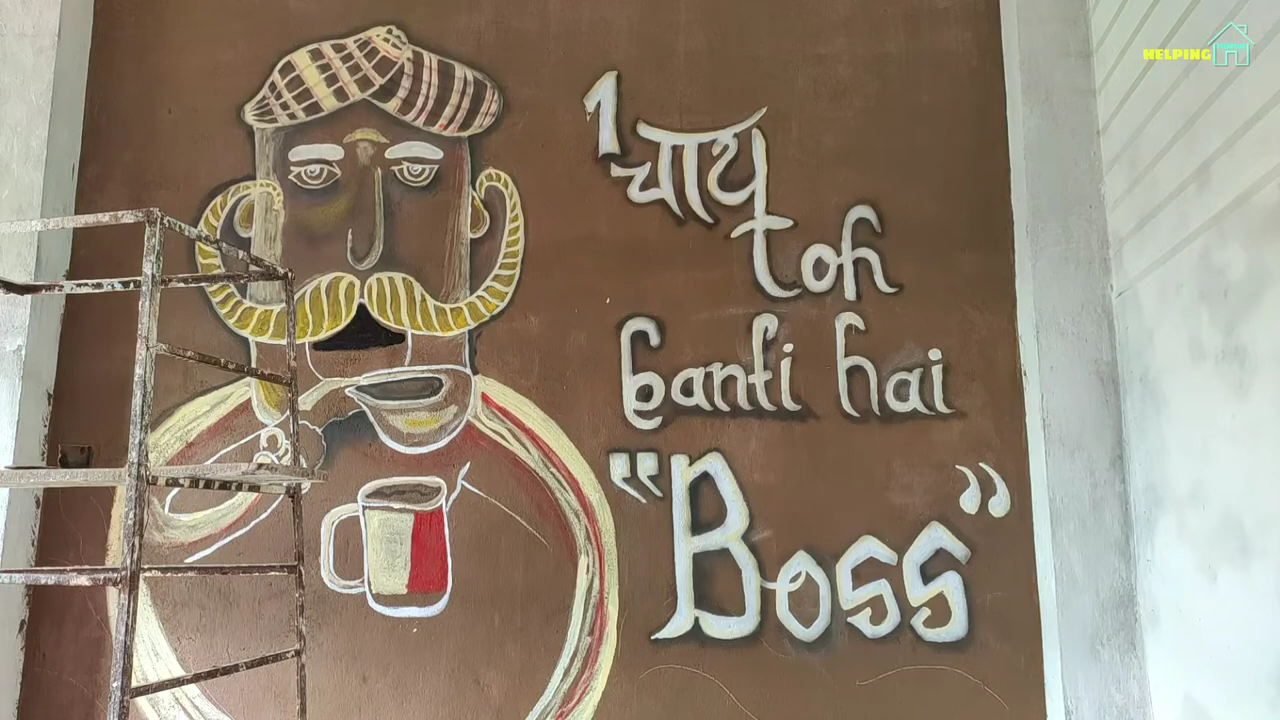 HELPING
1 चाय
toh
banti hai
"Boss"